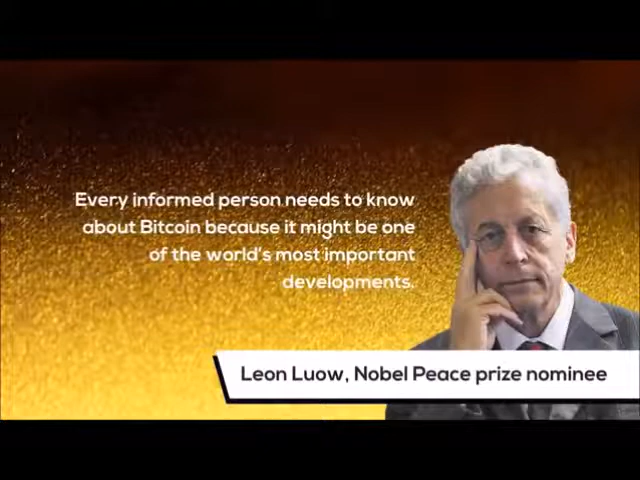 Every informed person needs to know
about Bitcoin because it might be one
of the world's most important
developments.
Leon Luow, Nobel Peace prize nominee